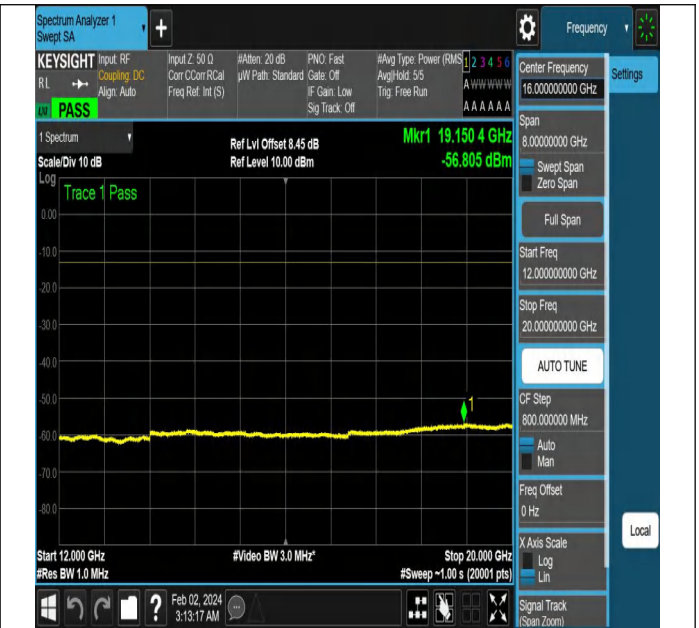 Spectrum Analyzer 1
Swept SA
+
Frequency
KEYSIGHT
RL
Input: RF
Coupling: DC
Align: Auto
Input Z: 50 Ω
Corr CCorr RCal
Freq Ref: Int (S)
#Atten: 20 dB
µW Path: Standard
PNO: Fast
Gate: Off
IF Gain: Low
Sig Track: Off
#Avg Type: Power (RMS)
Avg|Hold: 5/5
Trig: Free Run
1 2 3 4 5 6
A W W W W W
A A A A A A
PASS
1 Spectrum
Scale/Div 10 dB
Ref Lvl Offset 8.45 dB
Ref Level 10.00 dBm
Mkr1 19.150 4 GHz
-56.805 dBm
Log
Trace 1 Pass
0.00
-10.0
-20.0
-30.0
-40.0
-50.0
-60.0
-70.0
-80.0
1
Start 12.000 GHz
#Res BW 1.0 MHz
#Video BW 3.0 MHz*
Stop 20.000 GHz
#Sweep ~1.00 s (20001 pts)
?
Feb 02, 2024
3:13:17 AM
Center Frequency
16.000000000 GHz
Settings
Span
8.00000000 GHz
Swept Span
Zero Span
Full Span
Start Freq
12.000000000 GHz
Stop Freq
20.000000000 GHz
AUTO TUNE
CF Step
800.000000 MHz
Auto
Man
Freq Offset
0 Hz
X Axis Scale
Log
Lin
Local
Signal Track
(Span Zoom)